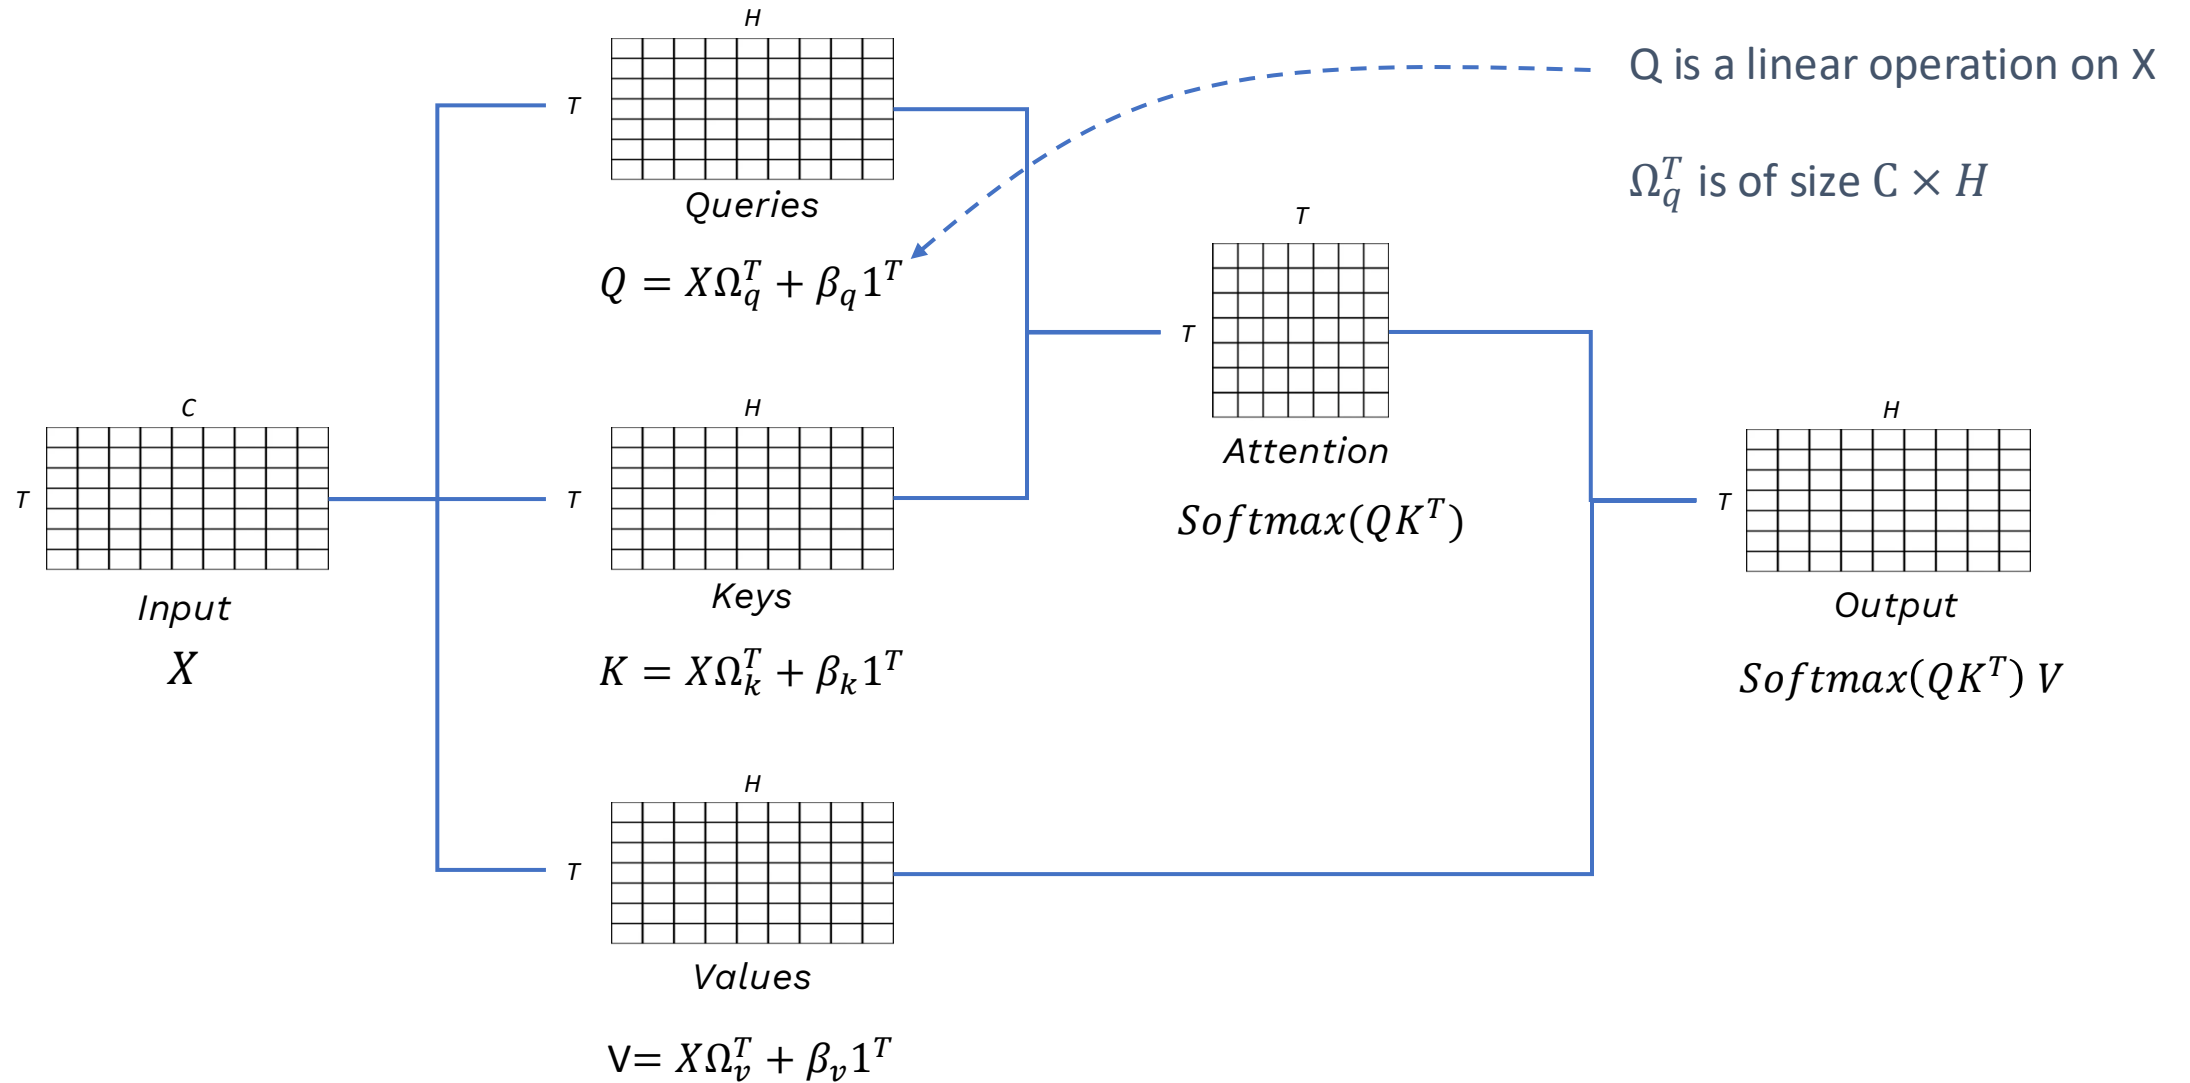 H
T
Queries
Q = XΩ_q^T + β_q1^T
Q is a linear operation on X
Ω_q^T is of size C × H
C
T
Input
X
H
T
Keys
K = XΩ_k^T + β_k1^T
T
T
Attention
Softmax(QK^T)
H
T
Values
V= XΩ_v^T + β_v1^T
H
T
Output
Softmax(QK^T) V